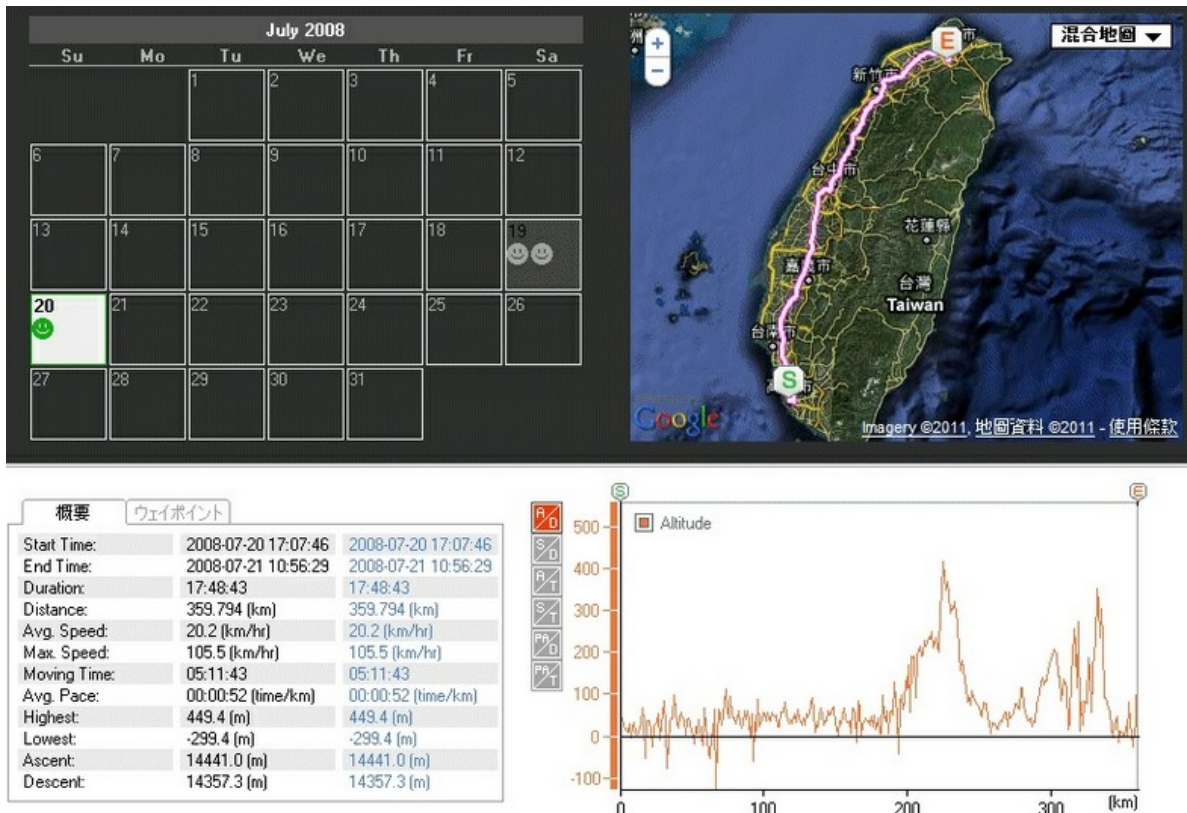 July 2008
Su Mo Tu We Th Fr Sa
1 2 3 4 5
6 7 8 9 10 11 12
13 14 15 16 17 18 19
20 21 22 23 24 25 26
27 28 29 30 31
混合地圖
+
−
E
市
州
新竹市
台中市
花蓮縣
嘉義市
台灣
Taiwan
台南市
S
Google
Imagery ©2011, 地圖資料 ©2011 - 使用條款
概要 ウェイポイント
Start Time: 2008-07-20 17:07:46 2008-07-20 17:07:46
End Time: 2008-07-21 10:56:29 2008-07-21 10:56:29
Duration: 17:48:43 17:48:43
Distance: 359.794 (km) 359.794 (km)
Avg. Speed: 20.2 (km/hr) 20.2 (km/hr)
Max. Speed: 105.5 (km/hr) 105.5 (km/hr)
Moving Time: 05:11:43 05:11:43
Avg. Pace: 00:00:52 (time/km) 00:00:52 (time/km)
Highest: 449.4 (m) 449.4 (m)
Lowest: -299.4 (m) -299.4 (m)
Ascent: 14441.0 (m) 14441.0 (m)
Descent: 14357.3 (m) 14357.3 (m)
A/D
S/D
A/T
S/T
PA/D
PA/T
S E
Altitude
500
400
300
200
100
0
-100
0 100 200 300 (km)